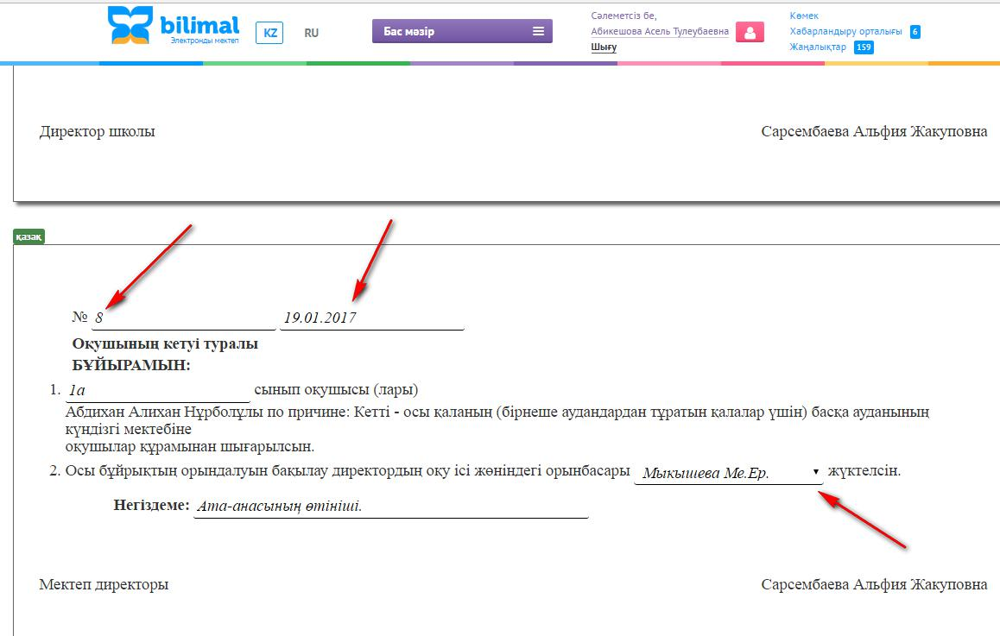 bilimal
Электронды мектеп
KZ
RU
Бас мәзір
Сәлеметсіз бе,
Абикешова Асель Тулеубаевна
Шығу
Көмек
Хабарландыру орталығы 6
Жаңалықтар 159
Директор школы Сарсембаева Альфия Жакуповна
қазақ
№ 8 19.01.2017
Оқушының кетуі туралы
БҰЙЫРАМЫН:
1. 1а сынып оқушысы (лары)
Абдихан Алихан Нұрболұлы по причине: Кетті - осы қаланың (бірнеше аудандардан тұратын қалалар үшін) басқа ауданының
күндізгі мектебіне
оқушылар құрамынан шығарылсын.
2. Осы бұйрықтың орындалуын бақылау директордың оқу ісі жөніндегі орынбасары Мыкышева Ме.Ер. жүктелсін.
Негіздеме: Ата-анасының өтініші.
Мектеп директоры Сарсембаева Альфия Жакуповна